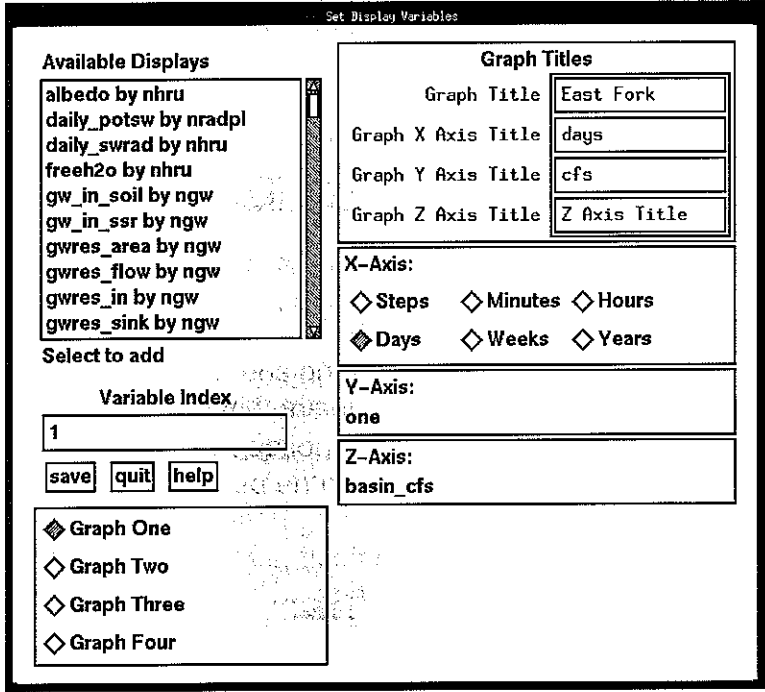 Set Display Variables
Available Displays
albedo by nhru
daily_potsw by nradpl
daily_swrad by nhru
freeh2o by nhru
gw_in_soil by ngw
gw_in_ssr by ngw
gwres_area by ngw
gwres_flow by ngw
gwres_in by ngw
gwres_sink by ngw
Select to add
Variable Index
1
save quit help
Graph One
Graph Two
Graph Three
Graph Four
Graph Titles
Graph Title East Fork
Graph X Axis Title days
Graph Y Axis Title cfs
Graph Z Axis Title Z Axis Title
X-Axis:
Steps Minutes Hours
Days Weeks Years
Y-Axis:
one
Z-Axis:
basin_cfs